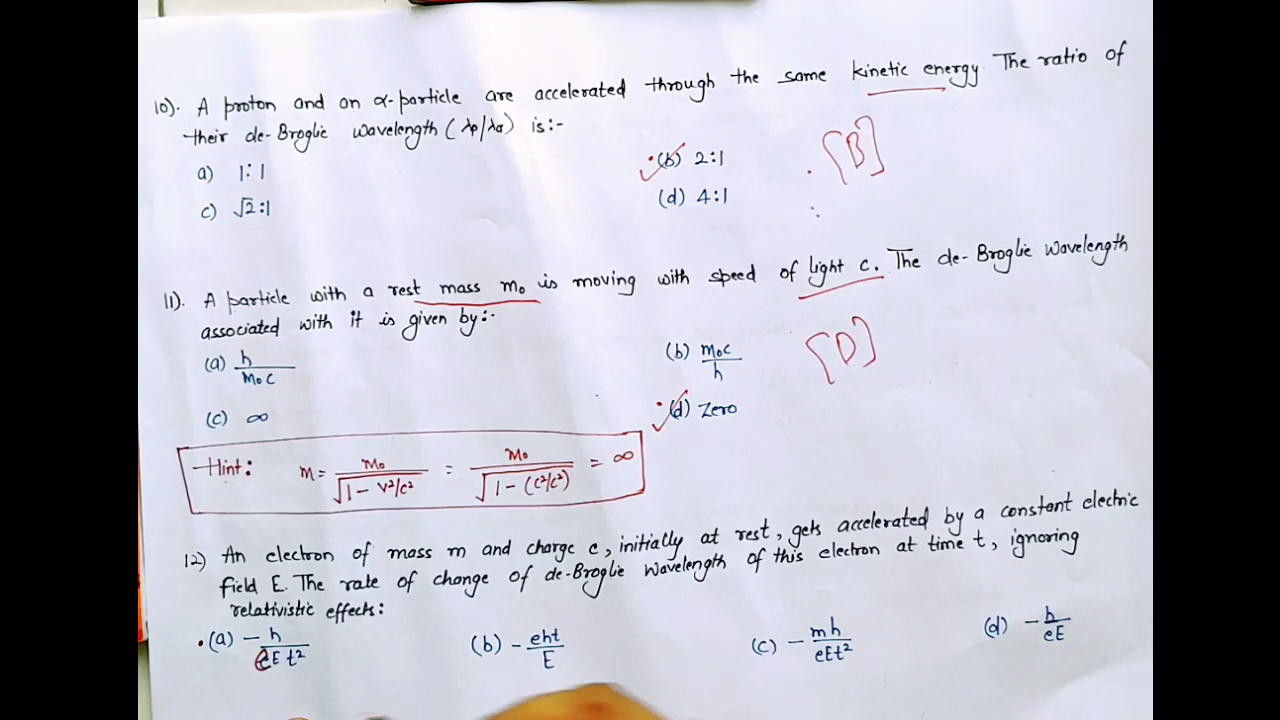 10). A proton and an α-particle are accelerated through the same kinetic energy. The ratio of
their de-Broglie wavelength (λp/λα) is:-
a) 1:1
(b) 2:1
[B]
c) √2:1
(d) 4:1
11). A particle with a rest mass m₀ is moving with speed of light c. The de-Broglie wavelength
associated with it is given by:-
(a) h/m₀c
(b) m₀c/h
[D]
(c) ∞
(d) Zero
Hint: m = m₀/√1 - v²/c² = m₀/√1 - (c²/c²) = ∞
12) An electron of mass m and charge e, initially at rest, gets accelerated by a constant electric
field E. The rate of change of de-Broglie wavelength of this electron at time t, ignoring
relativistic effects:
(a) -h/eEt²
(b) -eht/E
(c) -mh/eEt²
(d) -h/eE